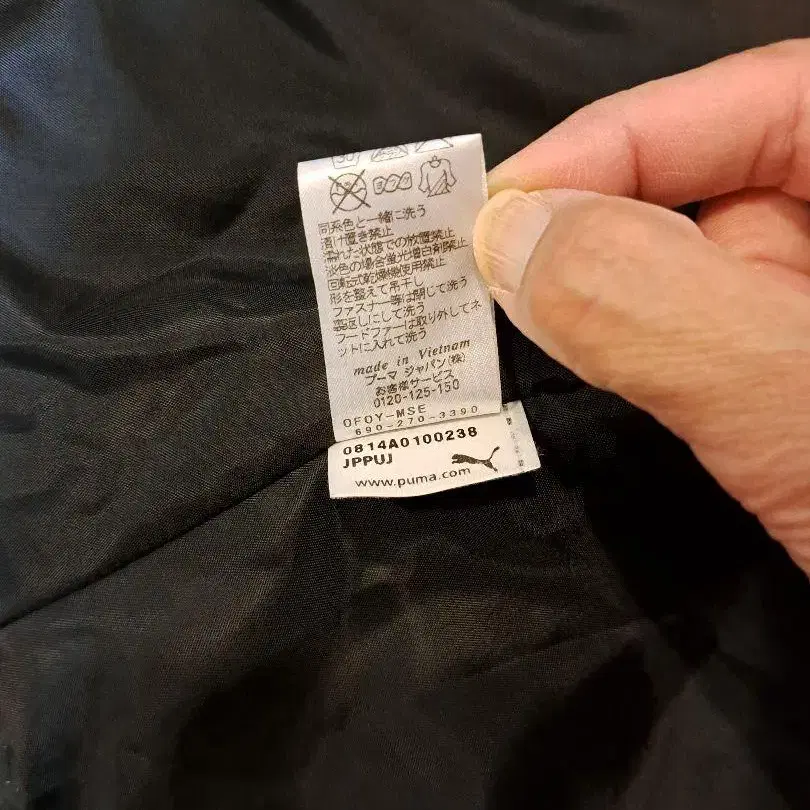 30
同系色と一緒に洗う
漬け置き禁止
濡れた状態での放置禁止
淡色の場合蛍光増白剤禁止
回転式乾燥機使用禁止
形を整えて吊干し
ファスナー等は閉じて洗う
裏返しにして洗う
フードファーは取り外してネ
ットに入れて洗う
made in Vietnam
プーマ ジャパン(株)
お客様サービス
0120-125-150
OFOY-MSE
690-270-3390
0814A0100238
JPPUJ
www.puma.com